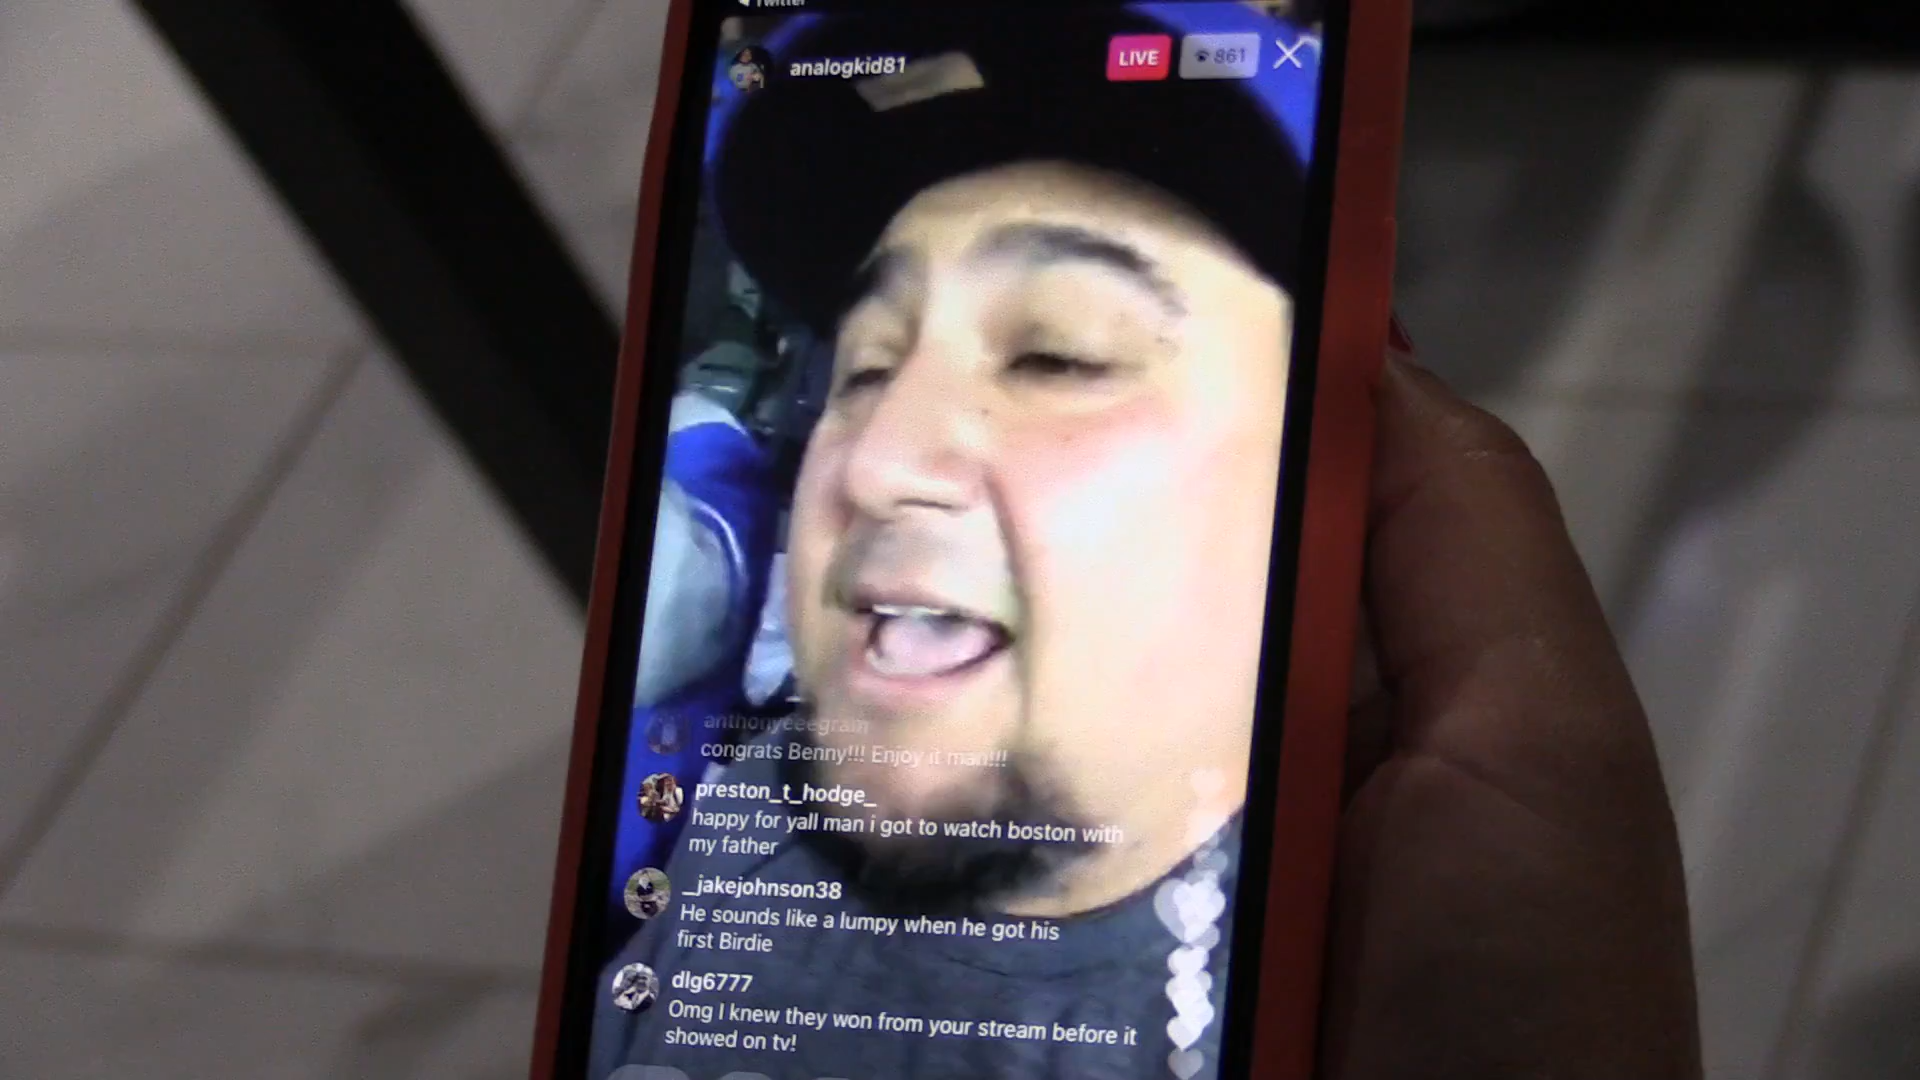 Twitter
analogkid81
LIVE
861
anthonyeeegram
congrats Benny!!! Enjoy it man!!!
preston_t_hodge_
happy for yall man i got to watch boston with
my father
_jakejohnson38
He sounds like a lumpy when he got his
first Birdie
dlg6777
Omg I knew they won from your stream before it
showed on tv!